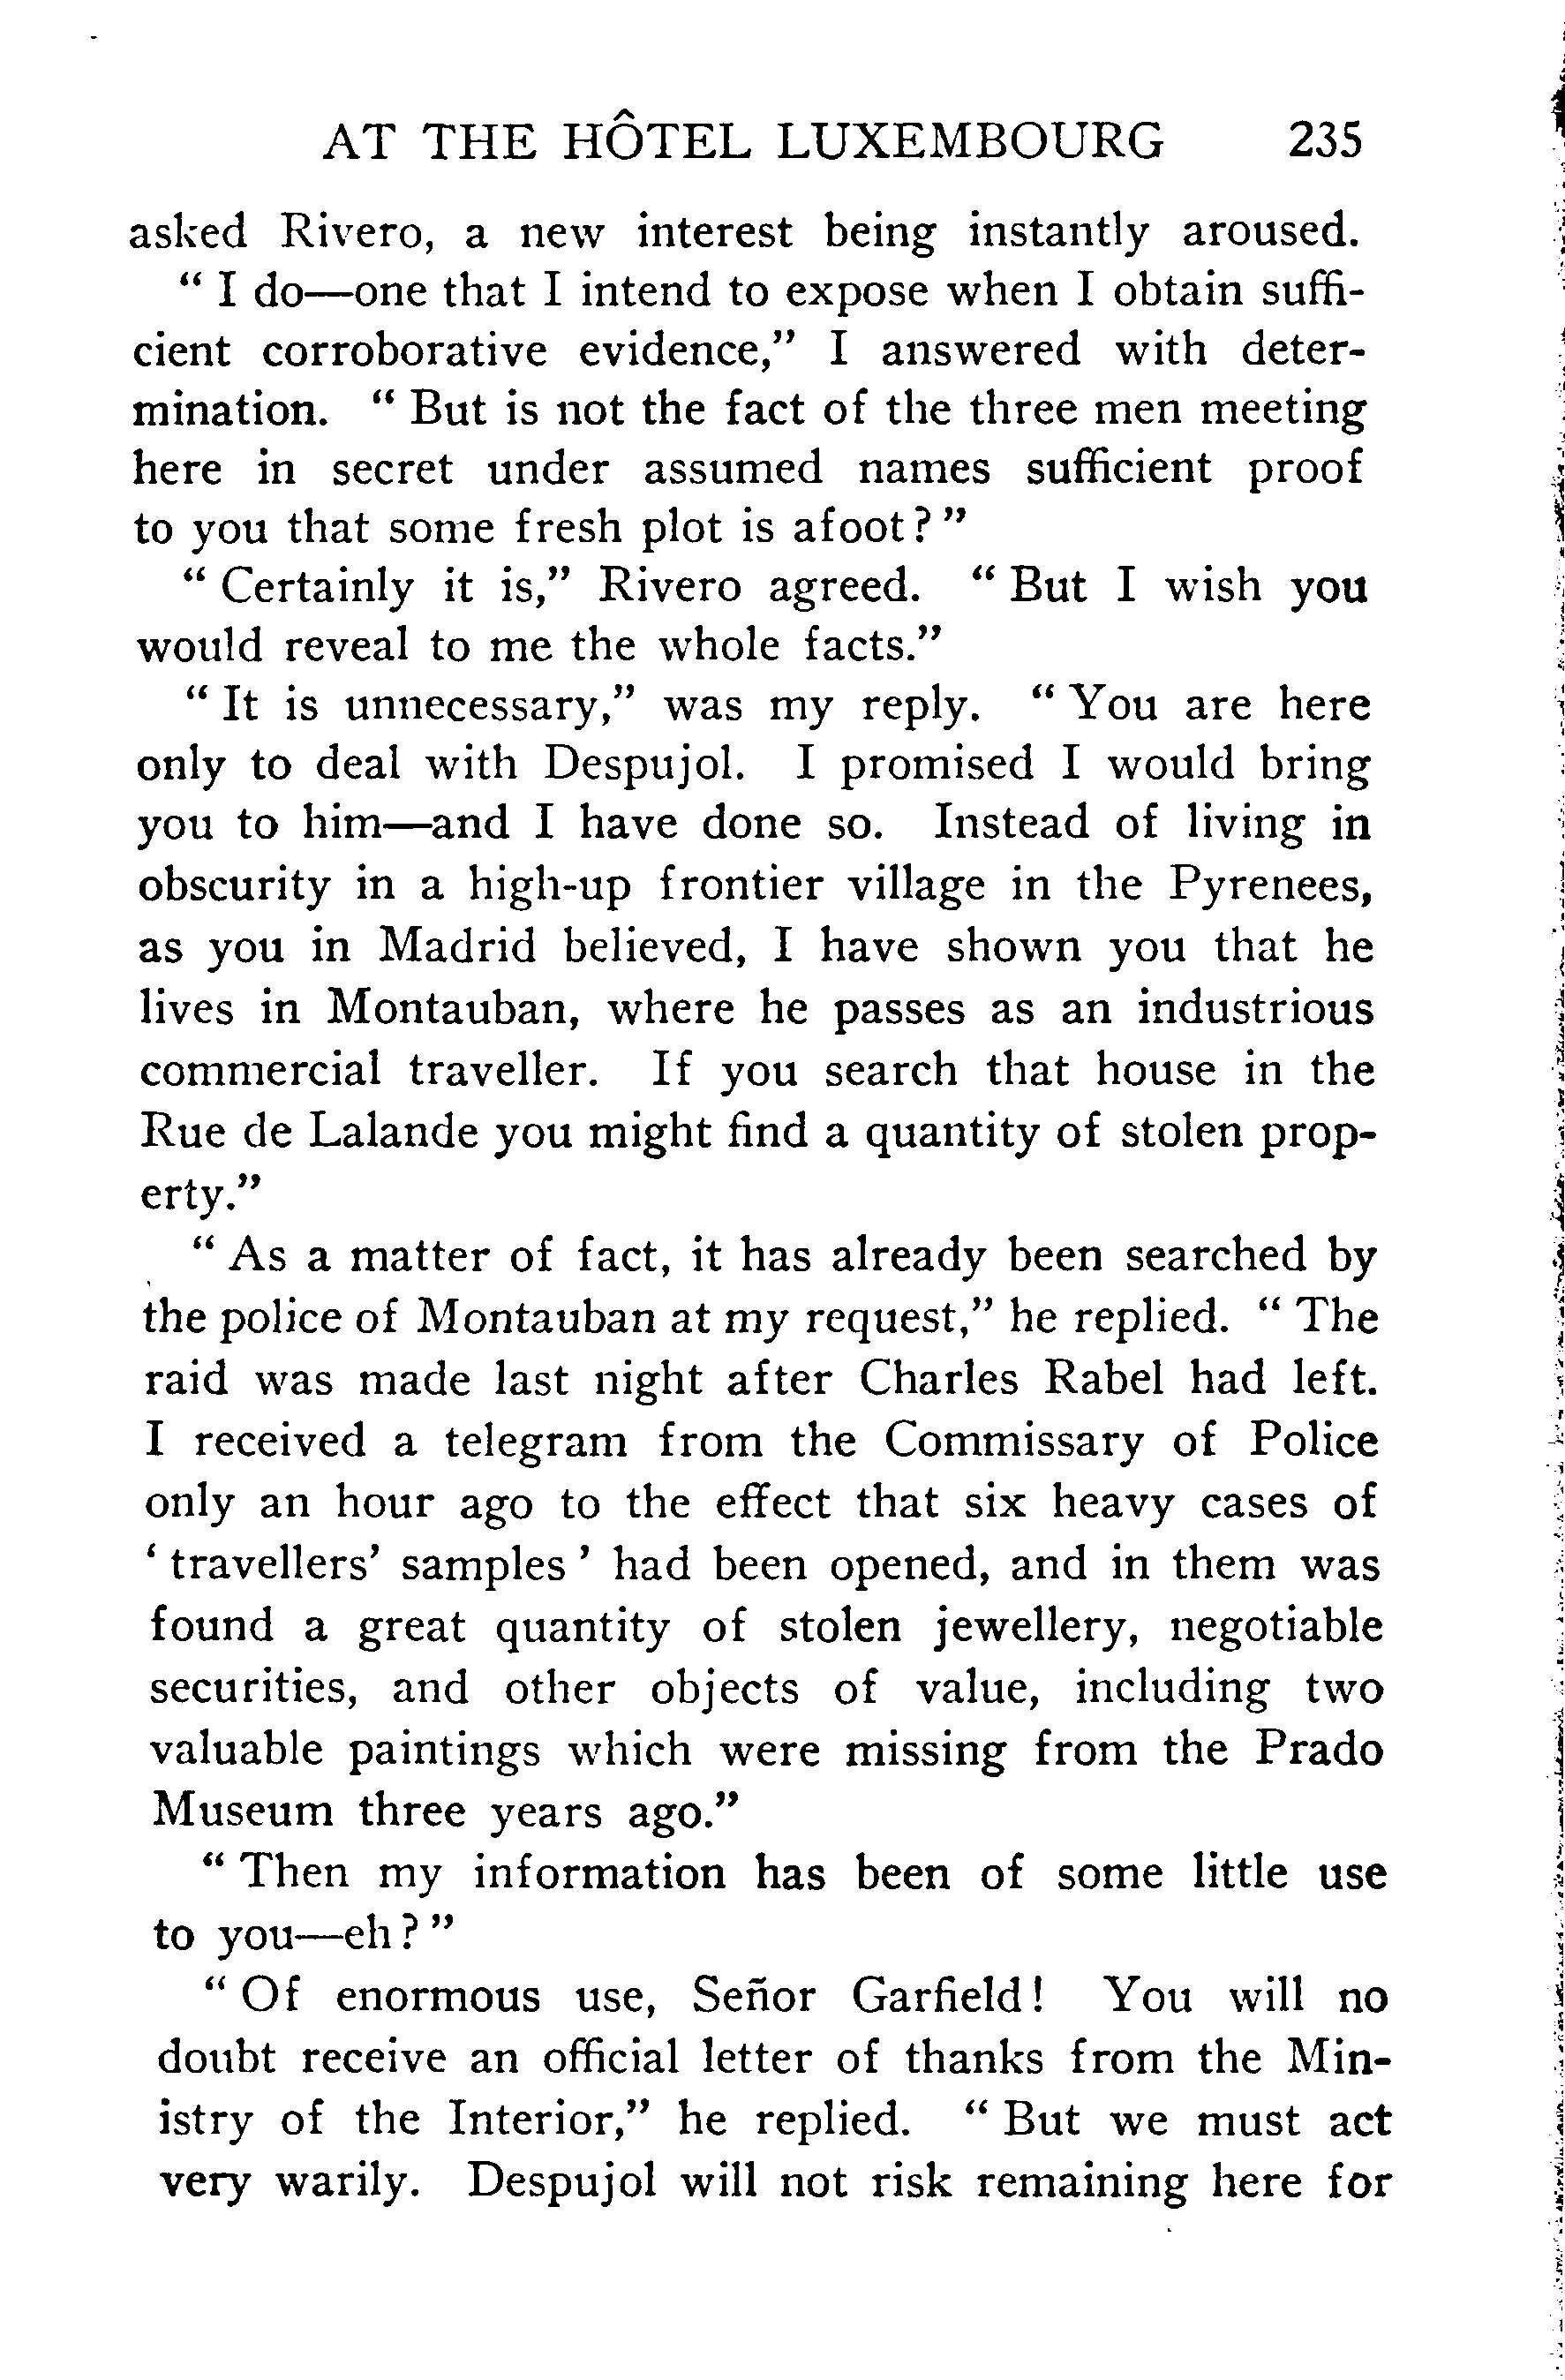 AT THE HÔTEL LUXEMBOURG 235
asked Rivero, a new interest being instantly aroused.
“ I do—one that I intend to expose when I obtain suffi-
cient corroborative evidence,” I answered with deter-
mination. “ But is not the fact of the three men meeting
here in secret under assumed names sufficient proof
to you that some fresh plot is afoot? ”
“ Certainly it is,” Rivero agreed. “ But I wish you
would reveal to me the whole facts.”
“ It is unnecessary,” was my reply. “ You are here
only to deal with Despujol. I promised I would bring
you to him—and I have done so. Instead of living in
obscurity in a high-up frontier village in the Pyrenees,
as you in Madrid believed, I have shown you that he
lives in Montauban, where he passes as an industrious
commercial traveller. If you search that house in the
Rue de Lalande you might find a quantity of stolen prop-
erty.”
“ As a matter of fact, it has already been searched by
the police of Montauban at my request,” he replied. “ The
raid was made last night after Charles Rabel had left.
I received a telegram from the Commissary of Police
only an hour ago to the effect that six heavy cases of
‘ travellers’ samples ’ had been opened, and in them was
found a great quantity of stolen jewellery, negotiable
securities, and other objects of value, including two
valuable paintings which were missing from the Prado
Museum three years ago.”
“ Then my information has been of some little use
to you—eh? ”
“ Of enormous use, Señor Garfield! You will no
doubt receive an official letter of thanks from the Min-
istry of the Interior,” he replied. “ But we must act
very warily. Despujol will not risk remaining here for